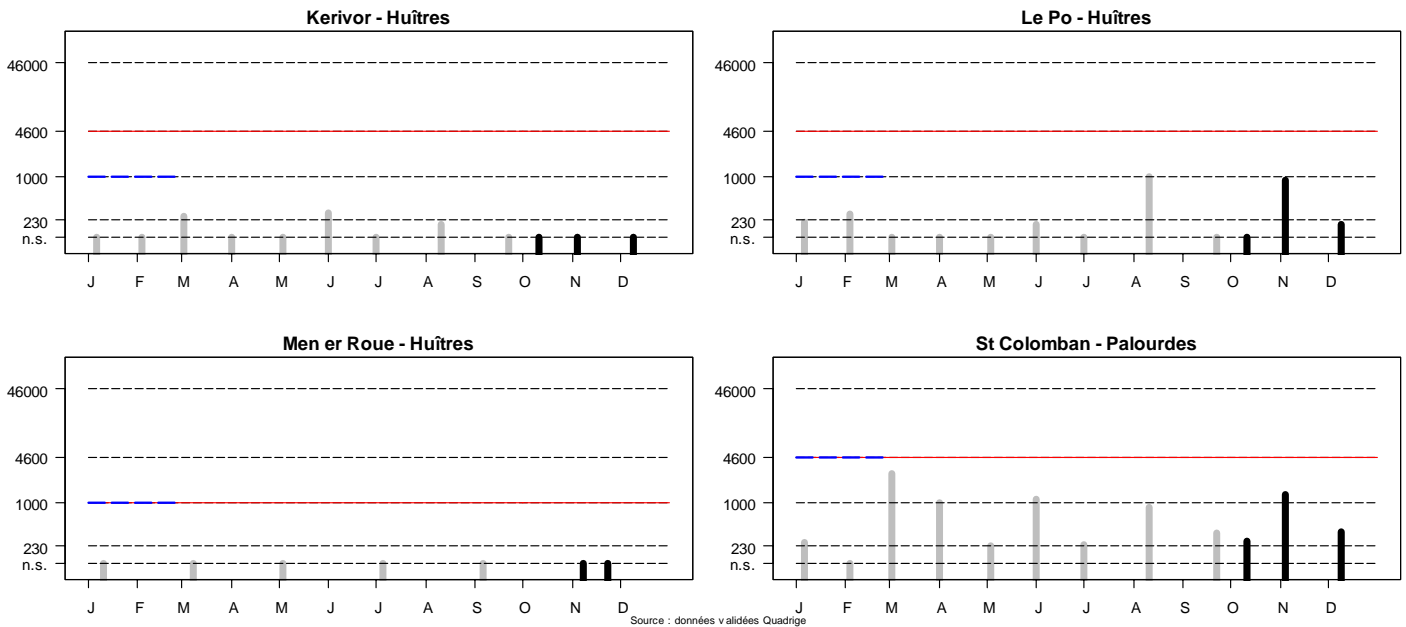 Kerivor - Huîtres
46000
4600
1000
230
n.s.
J F M A M J J A S O N D
Le Po - Huîtres
46000
4600
1000
230
n.s.
J F M A M J J A S O N D
Men er Roue - Huîtres
46000
4600
1000
230
n.s.
J F M A M J J A S O N D
St Colomban - Palourdes
46000
4600
1000
230
n.s.
J F M A M J J A S O N D
Source : données validées Quadrige